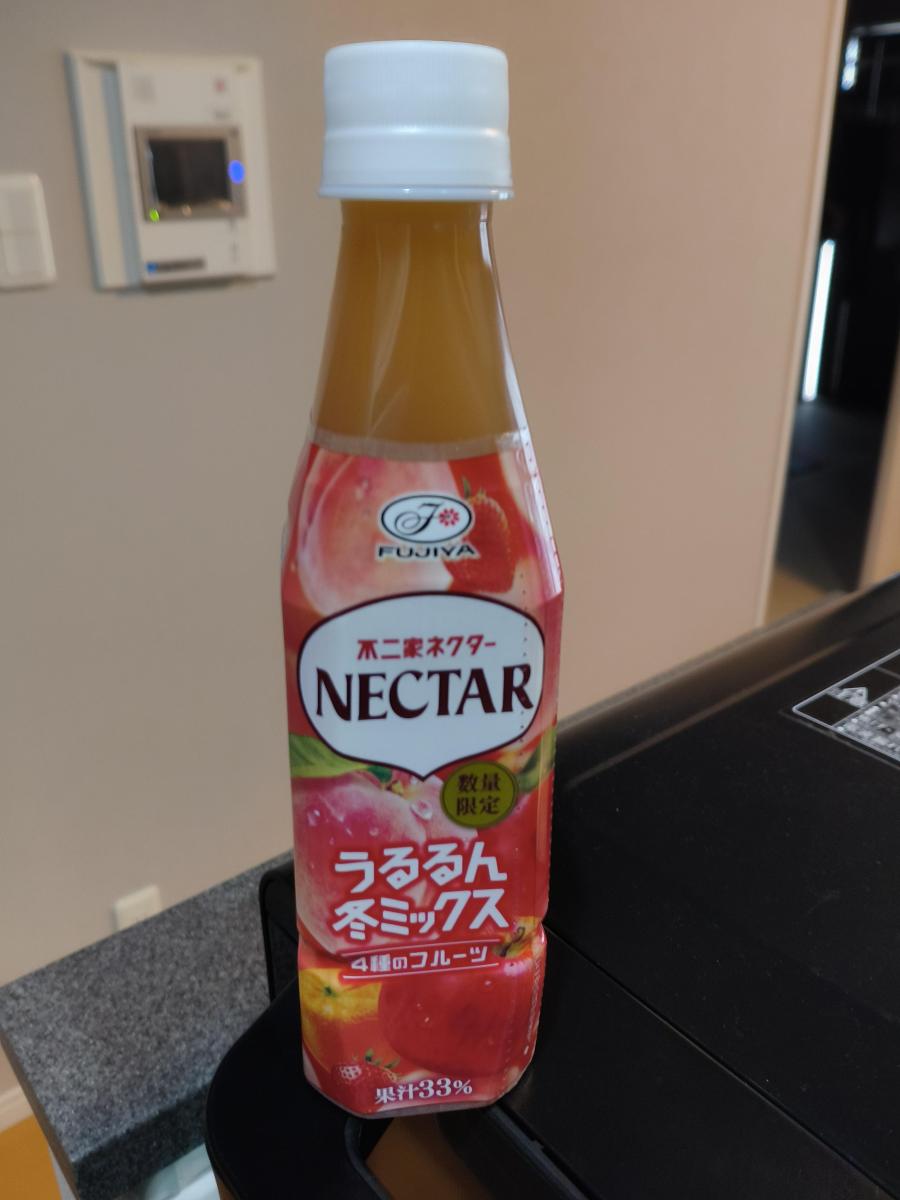 FUJIYA
不二家ネクター
NECTAR
数量
限定
うるるん
冬ミックス
4種のフルーツ
果汁33%